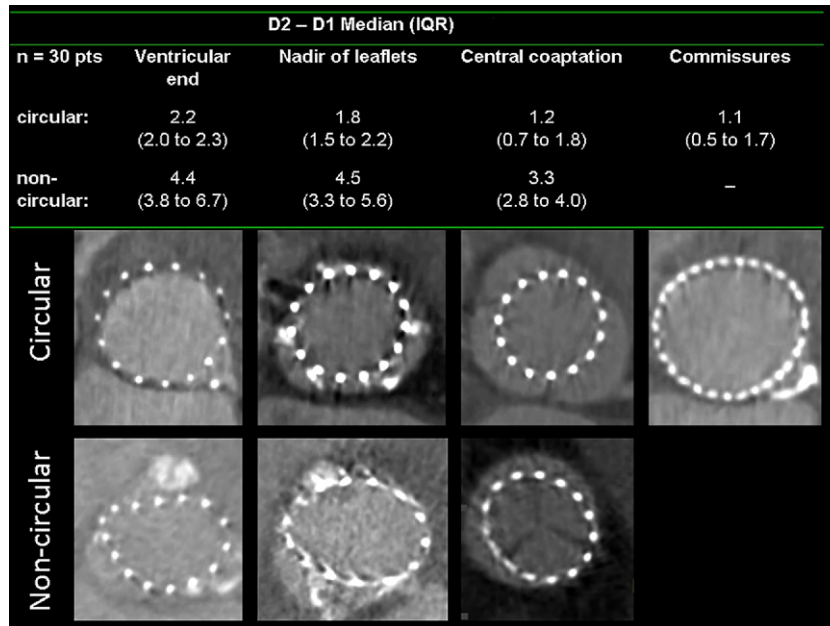 D2 – D1 Median (IQR)
n = 30 pts Ventricular end Nadir of leaflets Central coaptation Commissures
circular: 2.2 1.8 1.2 1.1
(2.0 to 2.3) (1.5 to 2.2) (0.7 to 1.8) (0.5 to 1.7)
non-circular: 4.4 4.5 3.3 –
(3.8 to 6.7) (3.3 to 5.6) (2.8 to 4.0)
Circular
Non-circular